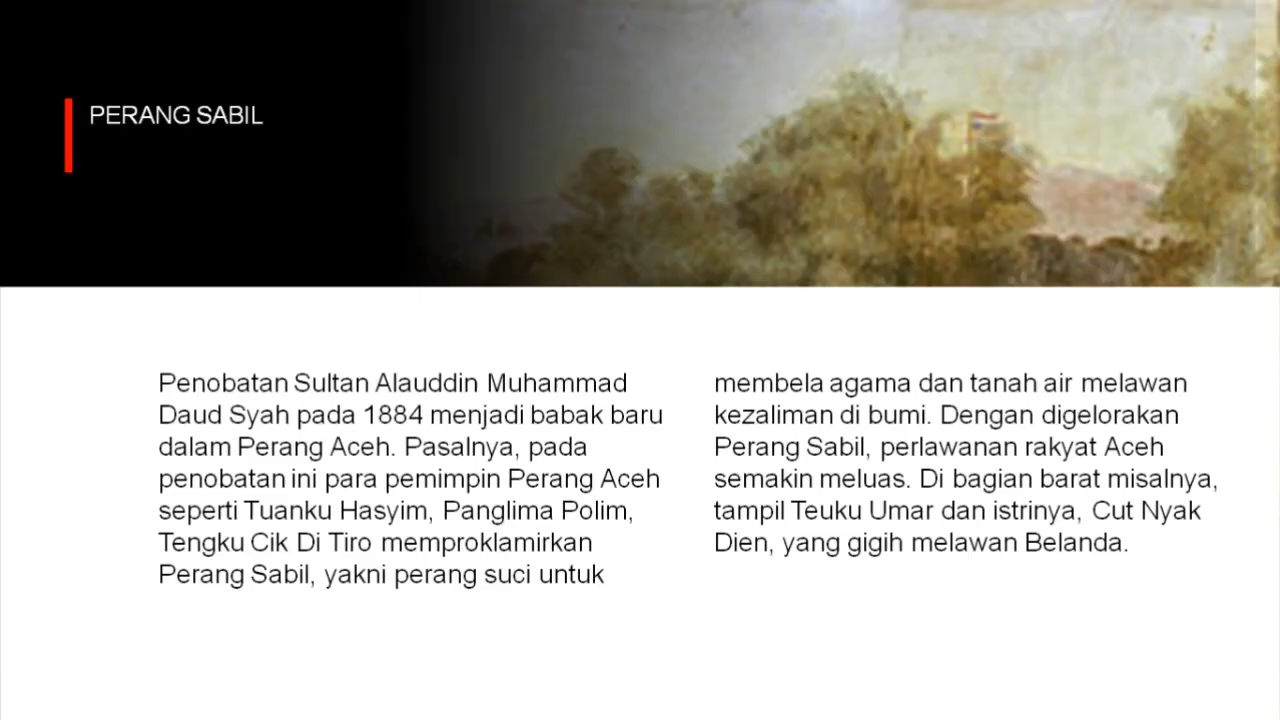 PERANG SABIL
Penobatan Sultan Alauddin Muhammad
Daud Syah pada 1884 menjadi babak baru
dalam Perang Aceh. Pasalnya, pada
penobatan ini para pemimpin Perang Aceh
seperti Tuanku Hasyim, Panglima Polim,
Tengku Cik Di Tiro memproklamirkan
Perang Sabil, yakni perang suci untuk
membela agama dan tanah air melawan
kezaliman di bumi. Dengan digelorakan
Perang Sabil, perlawanan rakyat Aceh
semakin meluas. Di bagian barat misalnya,
tampil Teuku Umar dan istrinya, Cut Nyak
Dien, yang gigih melawan Belanda.